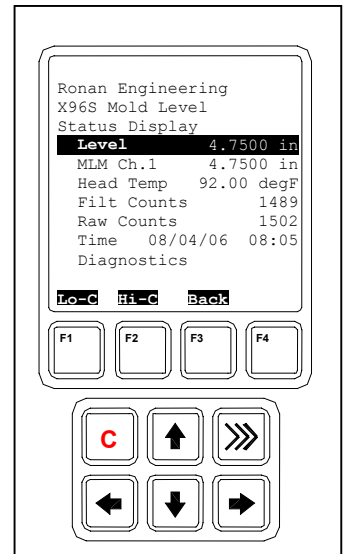 Ronan Engineering
X96S Mold Level
Status Display
Level 4.7500 in
MLM Ch.1 4.7500 in
Head Temp 92.00 degF
Filt Counts 1489
Raw Counts 1502
Time 08/04/06 08:05
Diagnostics
Lo-C Hi-C Back
F1 F2 F3 F4
C